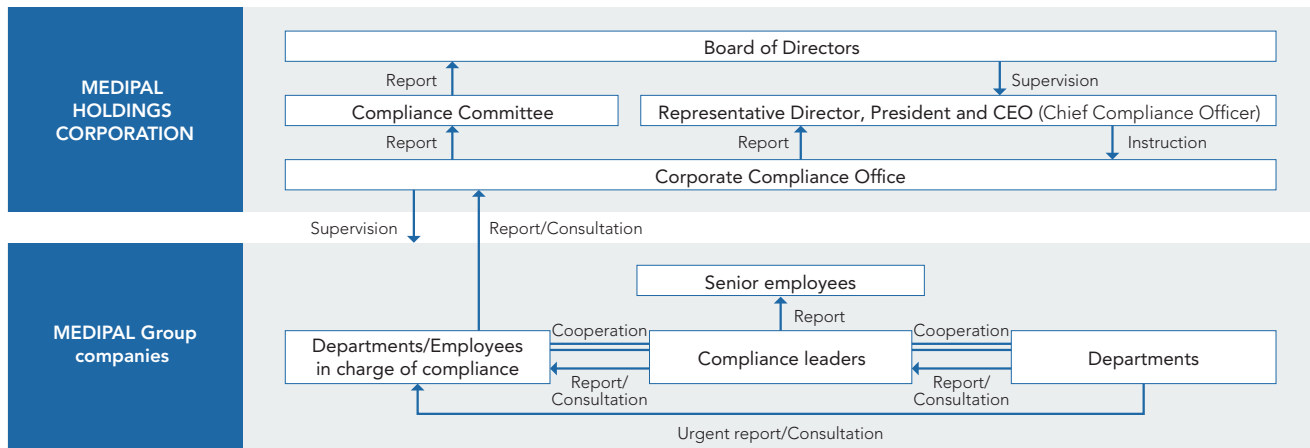 MEDIPAL
HOLDINGS
CORPORATION
Board of Directors
Report
Supervision
Compliance Committee
Representative Director, President and CEO (Chief Compliance Officer)
Report
Report
Instruction
Corporate Compliance Office
Supervision
Report/Consultation
MEDIPAL Group
companies
Senior employees
Report
Cooperation
Cooperation
Departments/Employees
in charge of compliance
Compliance leaders
Departments
Report/
Consultation
Report/
Consultation
Urgent report/Consultation